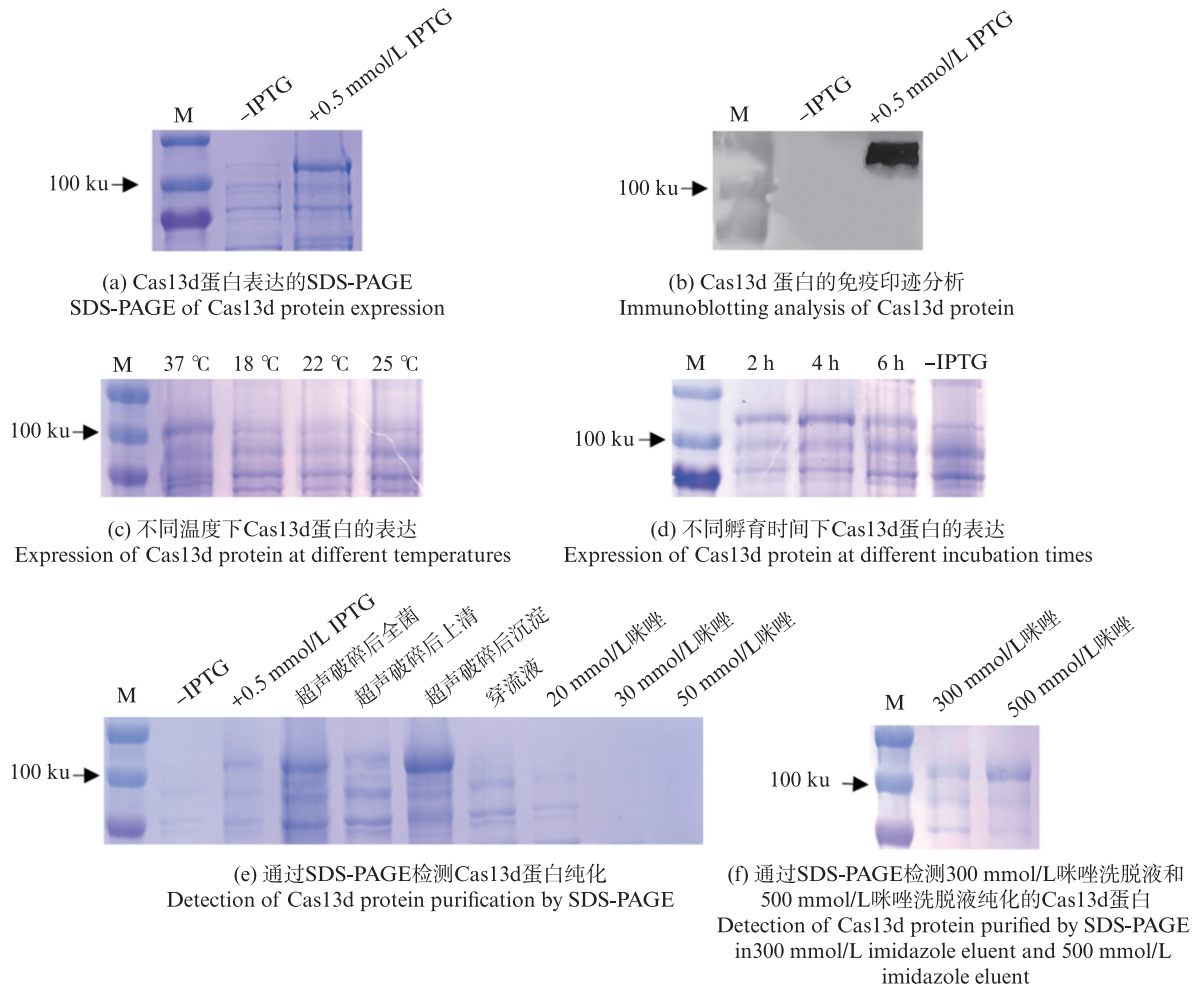 M
–IPTG
+0.5 mmol/L IPTG
100 ku
(a) Cas13d蛋白表达的SDS-PAGE
SDS-PAGE of Cas13d protein expression
M
–IPTG
+0.5 mmol/L IPTG
100 ku
(b) Cas13d 蛋白的免疫印迹分析
Immunoblotting analysis of Cas13d protein
M
37 ℃
18 ℃
22 ℃
25 ℃
100 ku
(c) 不同温度下Cas13d蛋白的表达
Expression of Cas13d protein at different temperatures
M
2 h
4 h
6 h
–IPTG
100 ku
(d) 不同孵育时间下Cas13d蛋白的表达
Expression of Cas13d protein at different incubation times
M
–IPTG
+0.5 mmol/L IPTG
超声破碎后全菌
超声破碎后上清
超声破碎后沉淀
穿流液
20 mmol/L咪唑
30 mmol/L咪唑
50 mmol/L咪唑
100 ku
(e) 通过SDS-PAGE检测Cas13d蛋白纯化
Detection of Cas13d protein purification by SDS-PAGE
M
300 mmol/L咪唑
500 mmol/L咪唑
100 ku
(f) 通过SDS-PAGE检测300 mmol/L咪唑洗脱液和
500 mmol/L咪唑洗脱液纯化的Cas13d蛋白
Detection of Cas13d protein purified by SDS-PAGE
in300 mmol/L imidazole eluent and 500 mmol/L
imidazole eluent